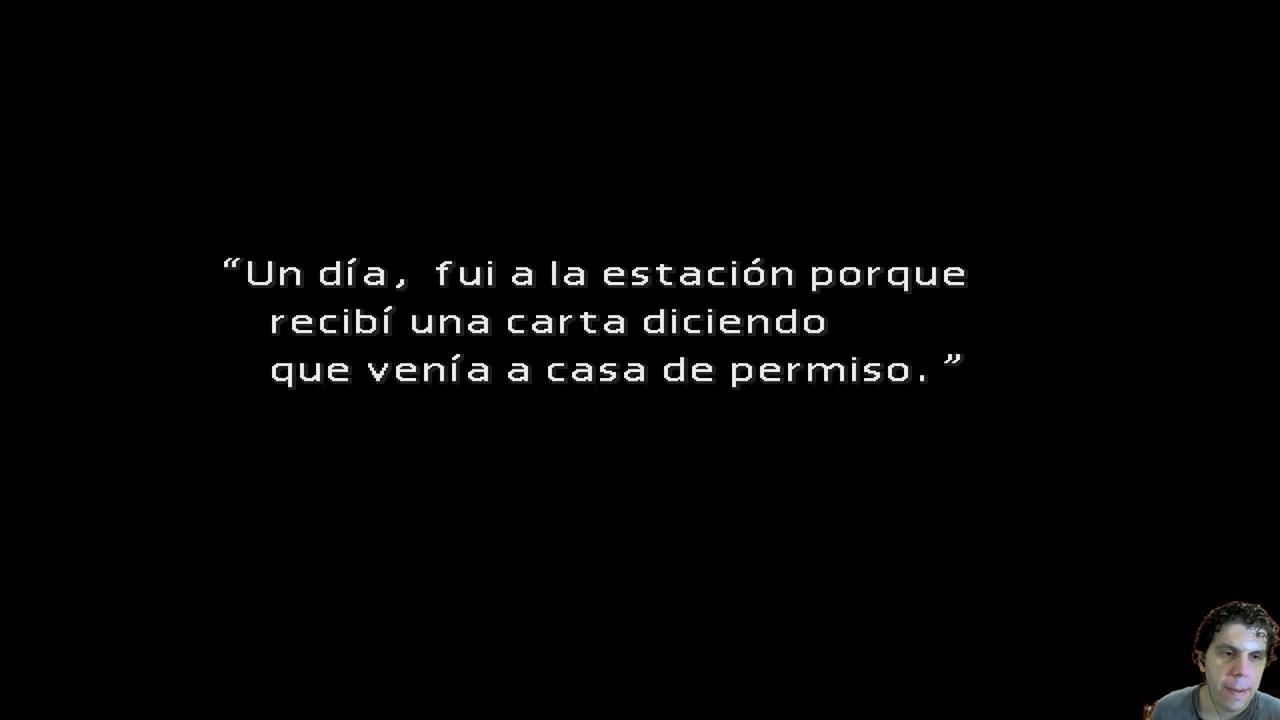 “Un día, fui a la estación porque
recibí una carta diciendo
que venía a casa de permiso.”